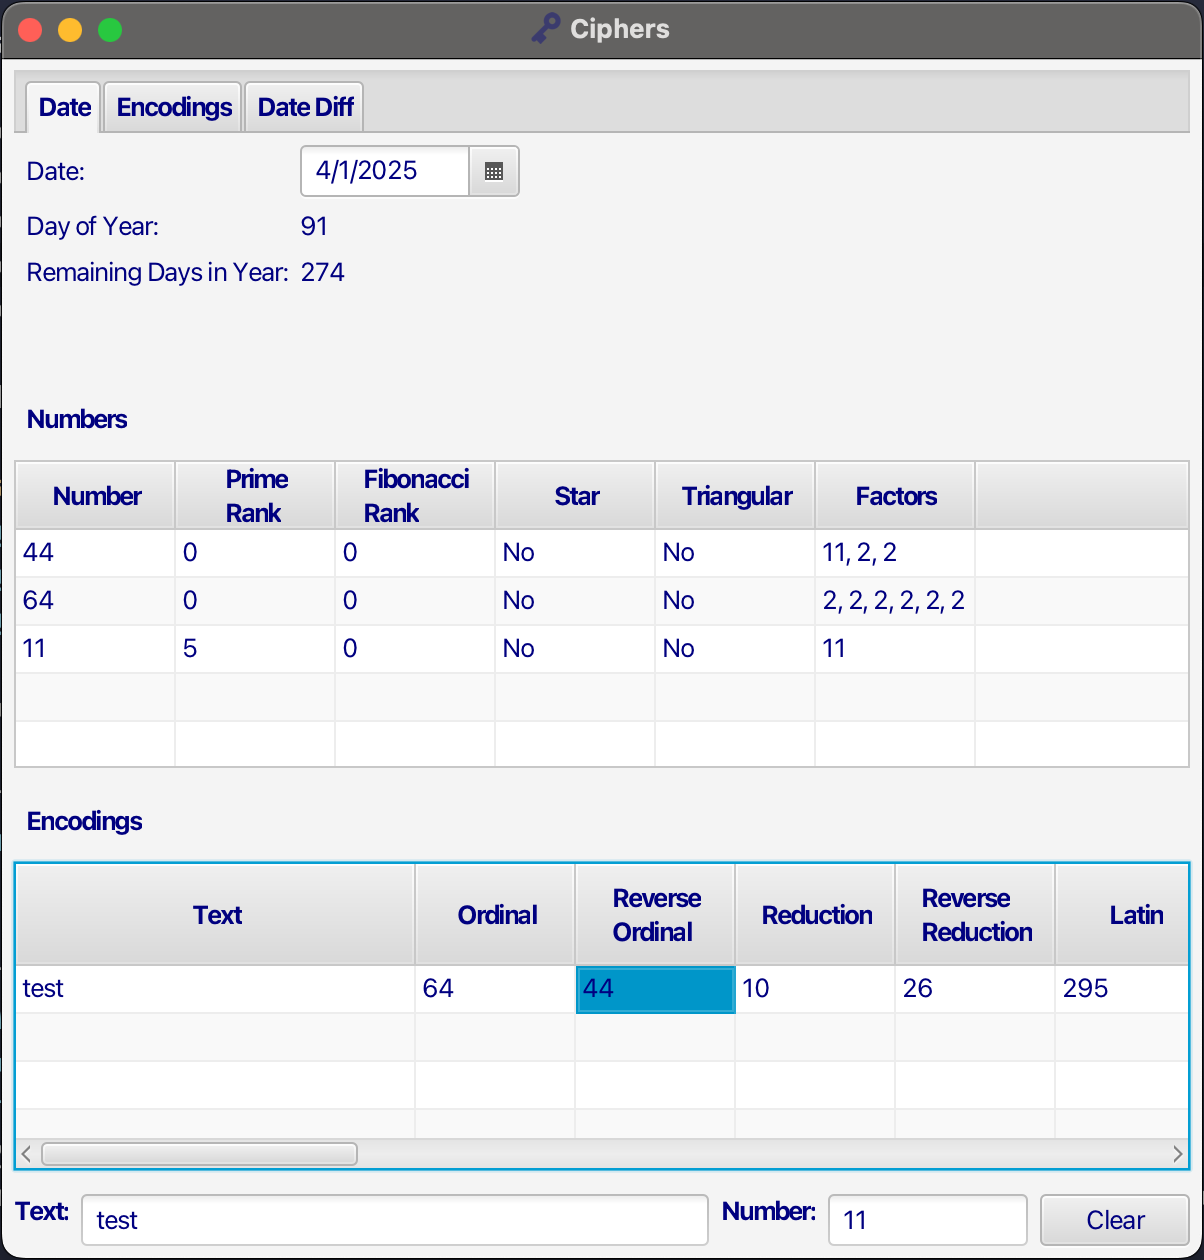 Ciphers
Date Encodings Date Diff
Date: 4/1/2025
Day of Year: 91
Remaining Days in Year: 274
Numbers
Number Prime Rank Fibonacci Rank Star Triangular Factors
44 0 0 No No 11, 2, 2
64 0 0 No No 2, 2, 2, 2, 2, 2
11 5 0 No No 11
Encodings
Text Ordinal Reverse Ordinal Reduction Reverse Reduction Latin
test 64 44 10 26 295
Text: test Number: 11 Clear